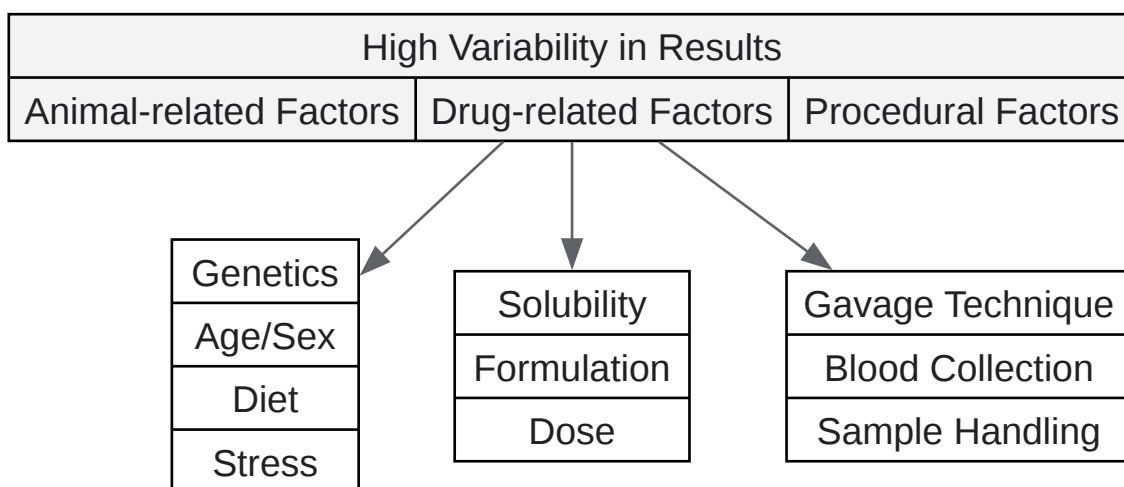 High Variability in Results
Animal-related Factors
Drug-related Factors
Procedural Factors
Genetics
Age/Sex
Diet
Stress
Solubility
Formulation
Dose
Gavage Technique
Blood Collection
Sample Handling